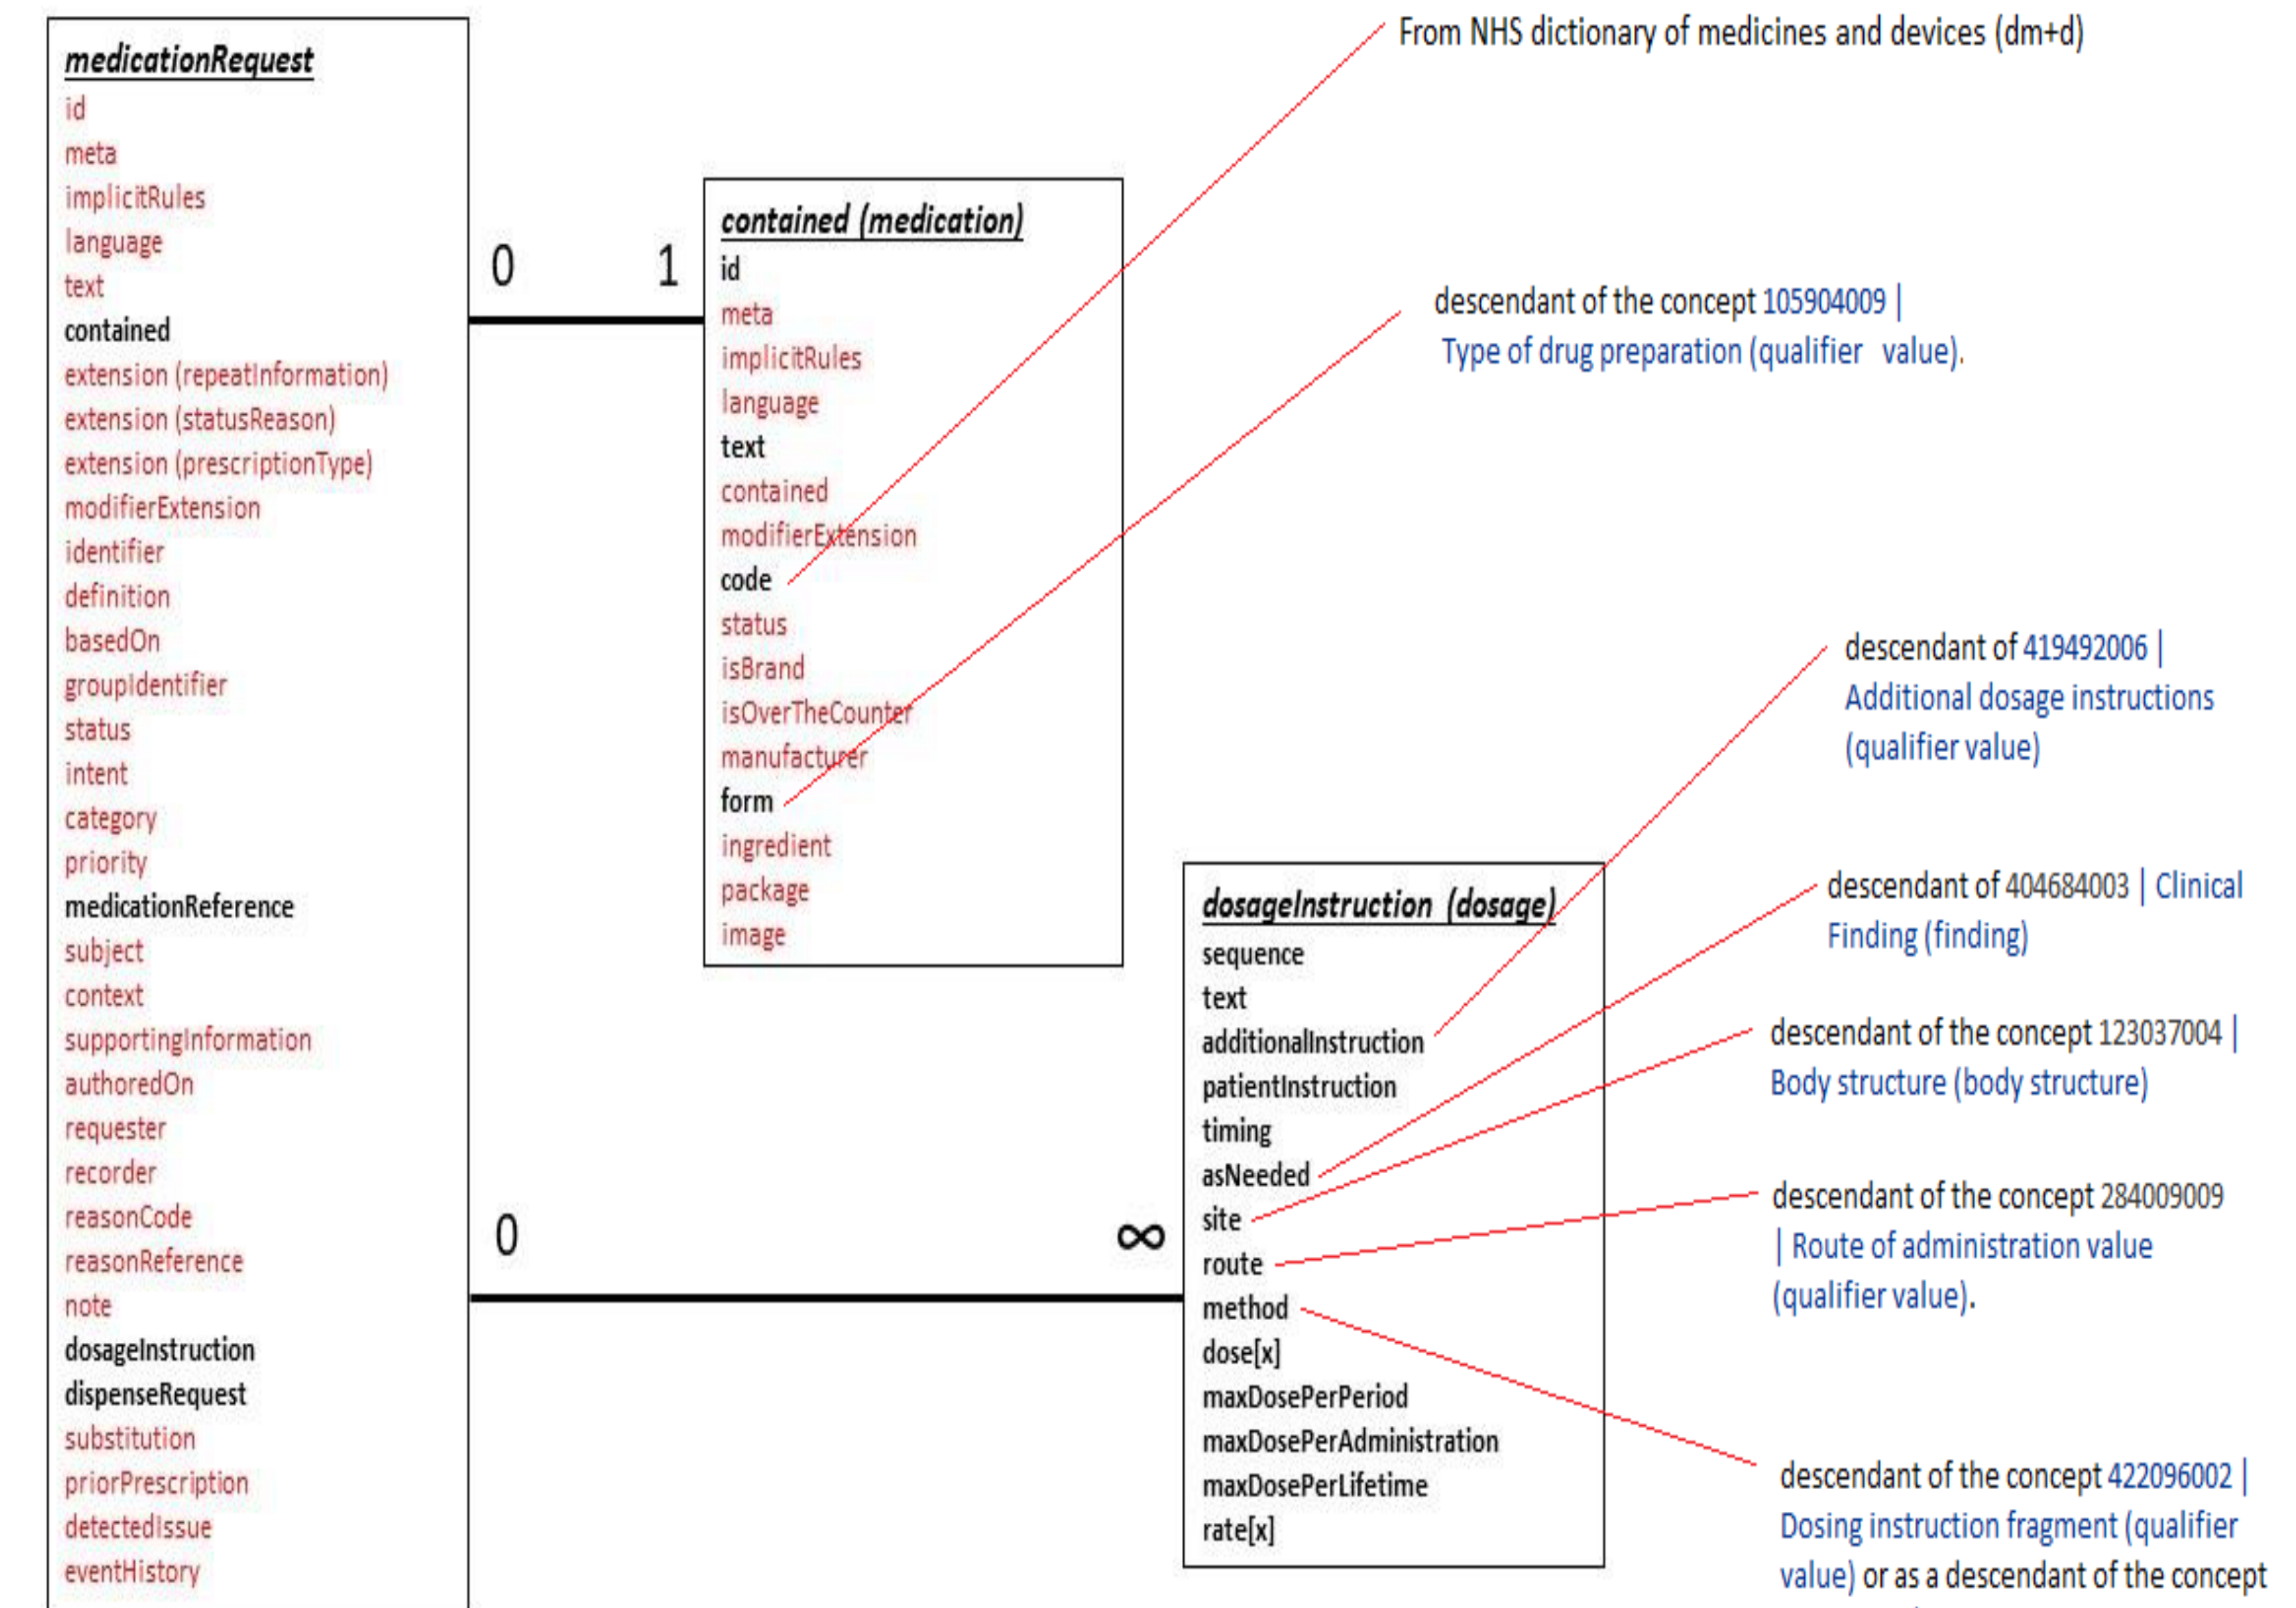 medicationRequest
id
meta
implicitRules
language
text
contained
extension (repeatInformation)
extension (statusReason)
extension (prescriptionType)
modifierExtension
identifier
definition
basedOn
groupIdentifier
status
intent
category
priority
medicationReference
subject
context
supportingInformation
authoredOn
requester
recorder
reasonCode
reasonReference
note
dosageInstruction
dispenseRequest
substitution
priorPrescription
detectedIssue
eventHistory
0 1
0 ∞
contained (medication)
id
meta
implicitRules
language
text
contained
modifierExtension
code
status
isBrand
isOverTheCounter
manufacturer
form
ingredient
package
image
dosageInstruction (dosage)
sequence
text
additionalInstruction
patientInstruction
timing
asNeeded
site
route
method
dose[x]
maxDosePerPeriod
maxDosePerAdministration
maxDosePerLifetime
rate[x]
From NHS dictionary of medicines and devices (dm+d)
descendant of the concept 105904009 |
Type of drug preparation (qualifier value).
descendant of 419492006 |
Additional dosage instructions
(qualifier value)
descendant of 404684003 | Clinical
Finding (finding)
descendant of the concept 123037004 |
Body structure (body structure)
descendant of the concept 284009009
| Route of administration value
(qualifier value).
descendant of the concept 422096002 |
Dosing instruction fragment (qualifier
value) or as a descendant of the concept